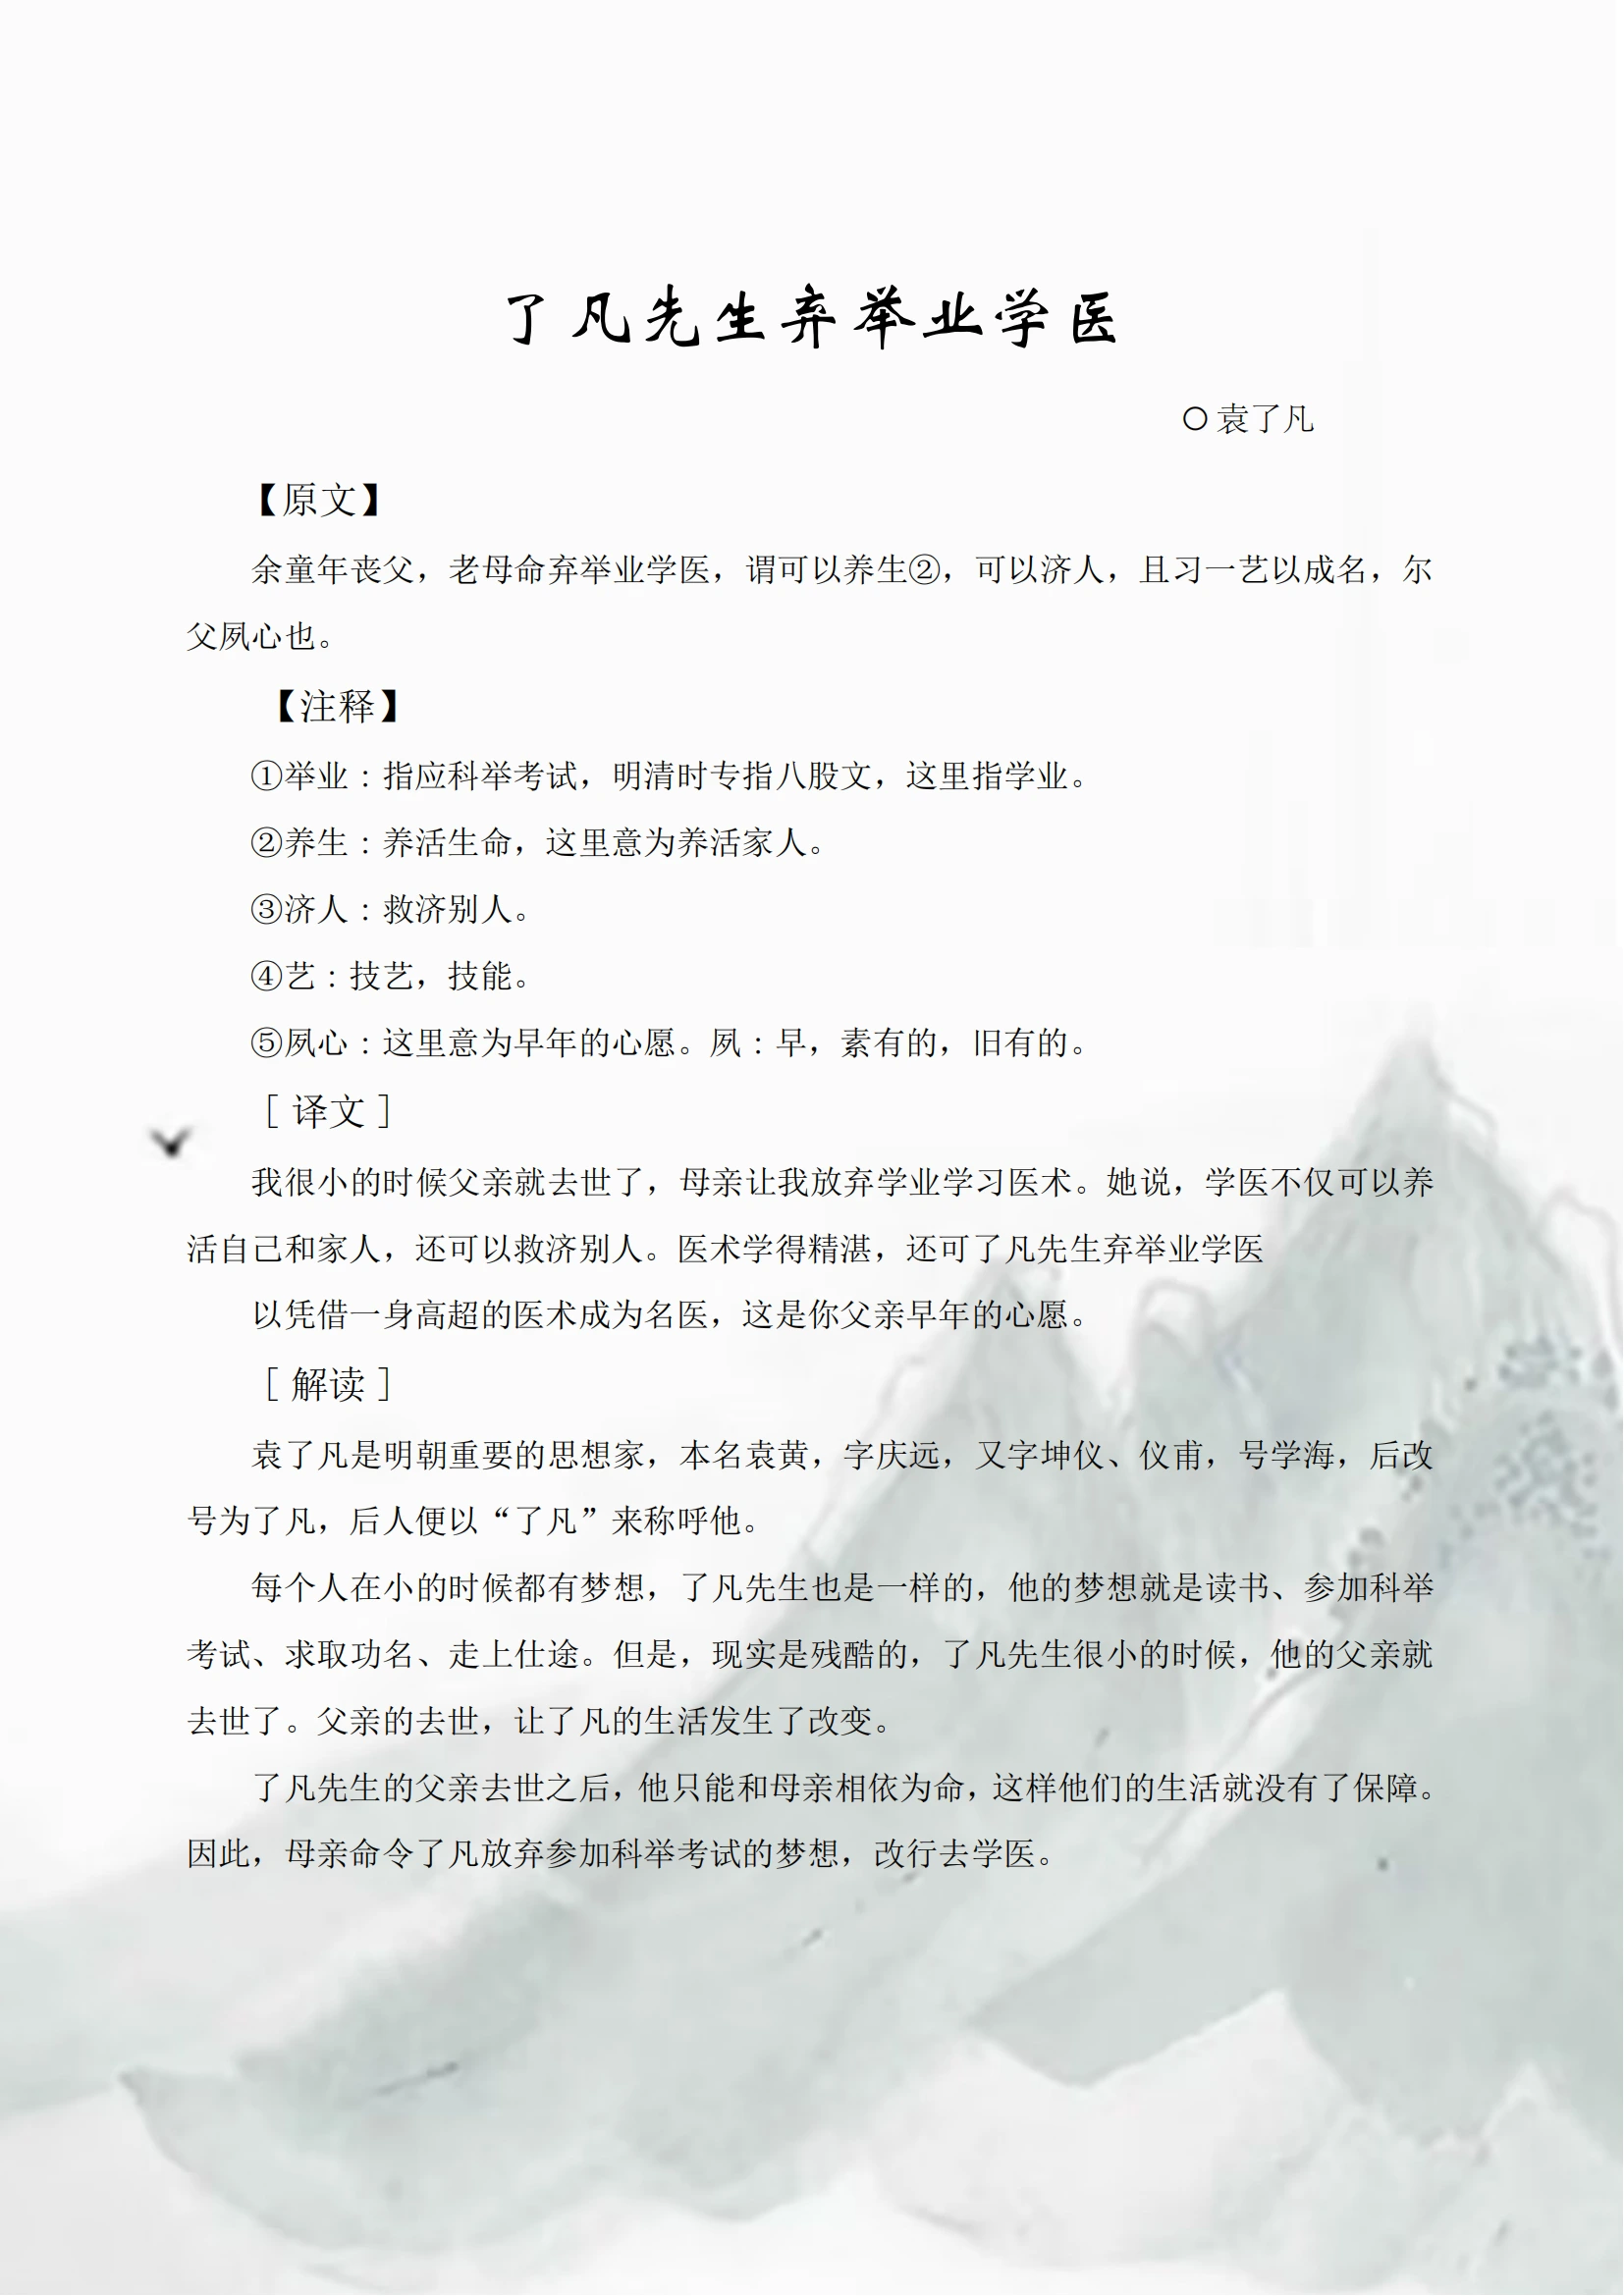 了凡先生弃举业学医
○袁了凡
【原文】
余童年丧父，老母命弃举业学医，谓可以养生②，可以济人，且习一艺以成名，尔
父夙心也。
【注释】
①举业：指应科举考试，明清时专指八股文，这里指学业。
②养生：养活生命，这里意为养活家人。
③济人：救济别人。
④艺：技艺，技能。
⑤夙心：这里意为早年的心愿。夙：早，素有的，旧有的。
［ 译文 ］
我很小的时候父亲就去世了，母亲让我放弃学业学习医术。她说，学医不仅可以养
活自己和家人，还可以救济别人。医术学得精湛，还可了凡先生弃举业学医
以凭借一身高超的医术成为名医，这是你父亲早年的心愿。
［ 解读 ］
袁了凡是明朝重要的思想家，本名袁黄，字庆远，又字坤仪、仪甫，号学海，后改
号为了凡，后人便以“了凡”来称呼他。
每个人在小的时候都有梦想，了凡先生也是一样的，他的梦想就是读书、参加科举
考试、求取功名、走上仕途。但是，现实是残酷的，了凡先生很小的时候，他的父亲就
去世了。父亲的去世，让了凡的生活发生了改变。
了凡先生的父亲去世之后，他只能和母亲相依为命，这样他们的生活就没有了保障。
因此，母亲命令了凡放弃参加科举考试的梦想，改行去学医。